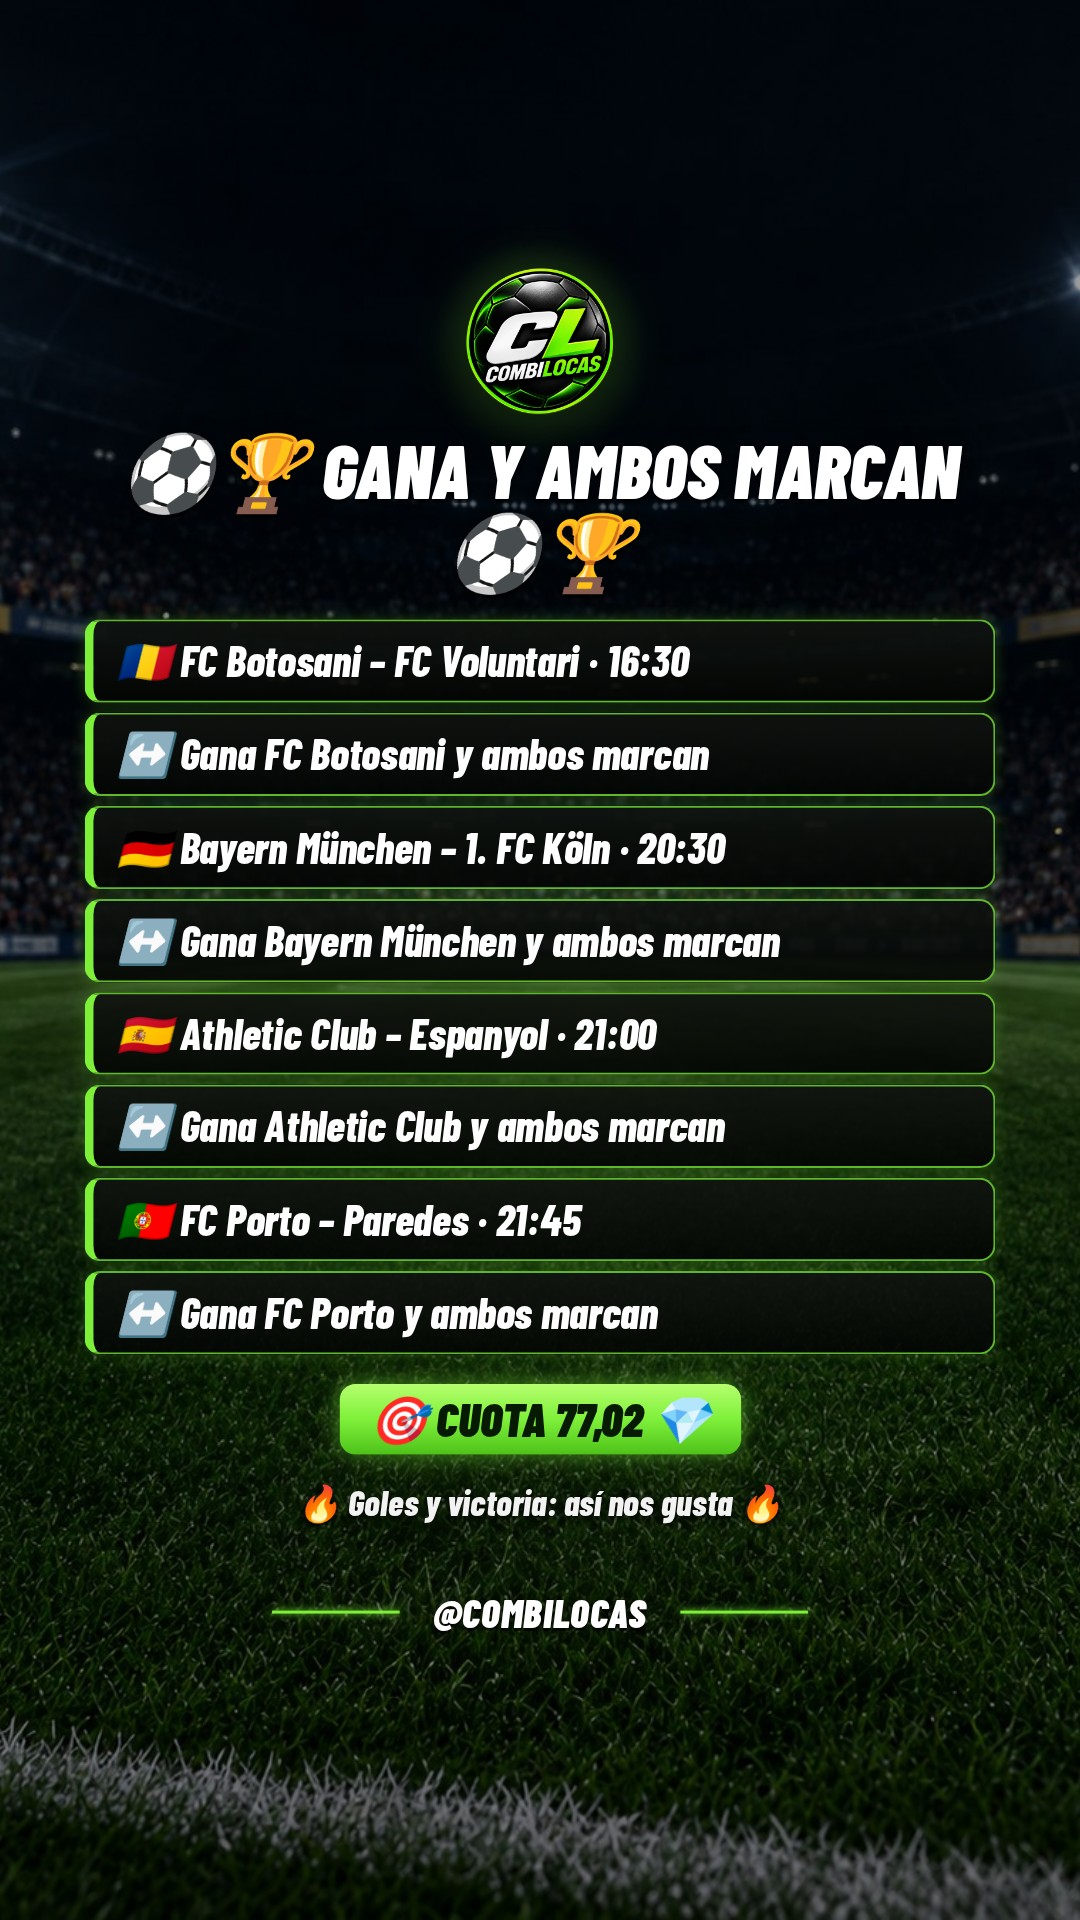 CL
COMBILOCAS
⚽🏆 GANA Y AMBOS MARCAN
⚽🏆
🇷🇴 FC Botosani – FC Voluntari · 16:30
↔️ Gana FC Botosani y ambos marcan
🇩🇪 Bayern München – 1. FC Köln · 20:30
↔️ Gana Bayern München y ambos marcan
🇪🇸 Athletic Club – Espanyol · 21:00
↔️ Gana Athletic Club y ambos marcan
🇵🇹 FC Porto – Paredes · 21:45
↔️ Gana FC Porto y ambos marcan
🎯 CUOTA 77,02 💎
🔥 Goles y victoria: así nos gusta 🔥
@COMBILOCAS